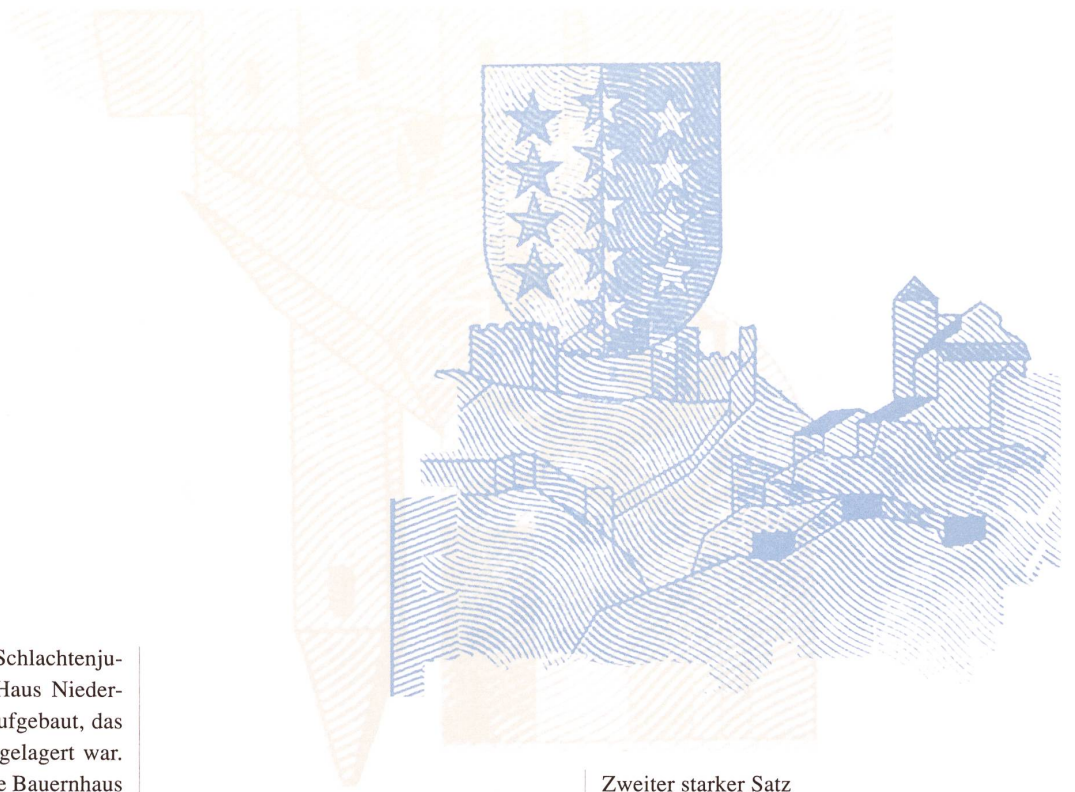 Schlachtenju-
Haus Nieder-
ufgebaut, das
gelagert war.
e Bauernhaus
Zweiter starker Satz